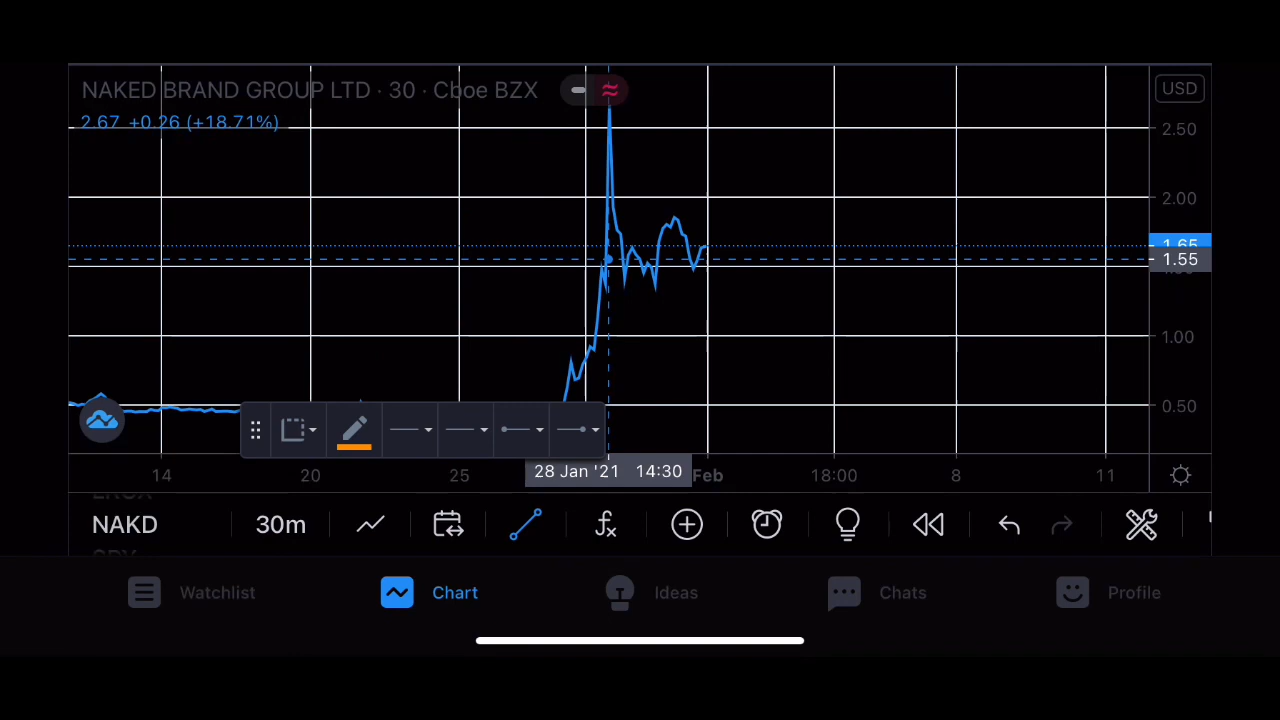 NAKED BRAND GROUP LTD · 30 · Cboe BZX
USD
2.67 +0.26 (+18.71%)
2.50
2.00
1.65
1.55
1.00
0.50
14 20 25 28 Jan '21 14:30 Feb 18:00 8 11
NAKD 30m
Watchlist Chart Ideas Chats Profile